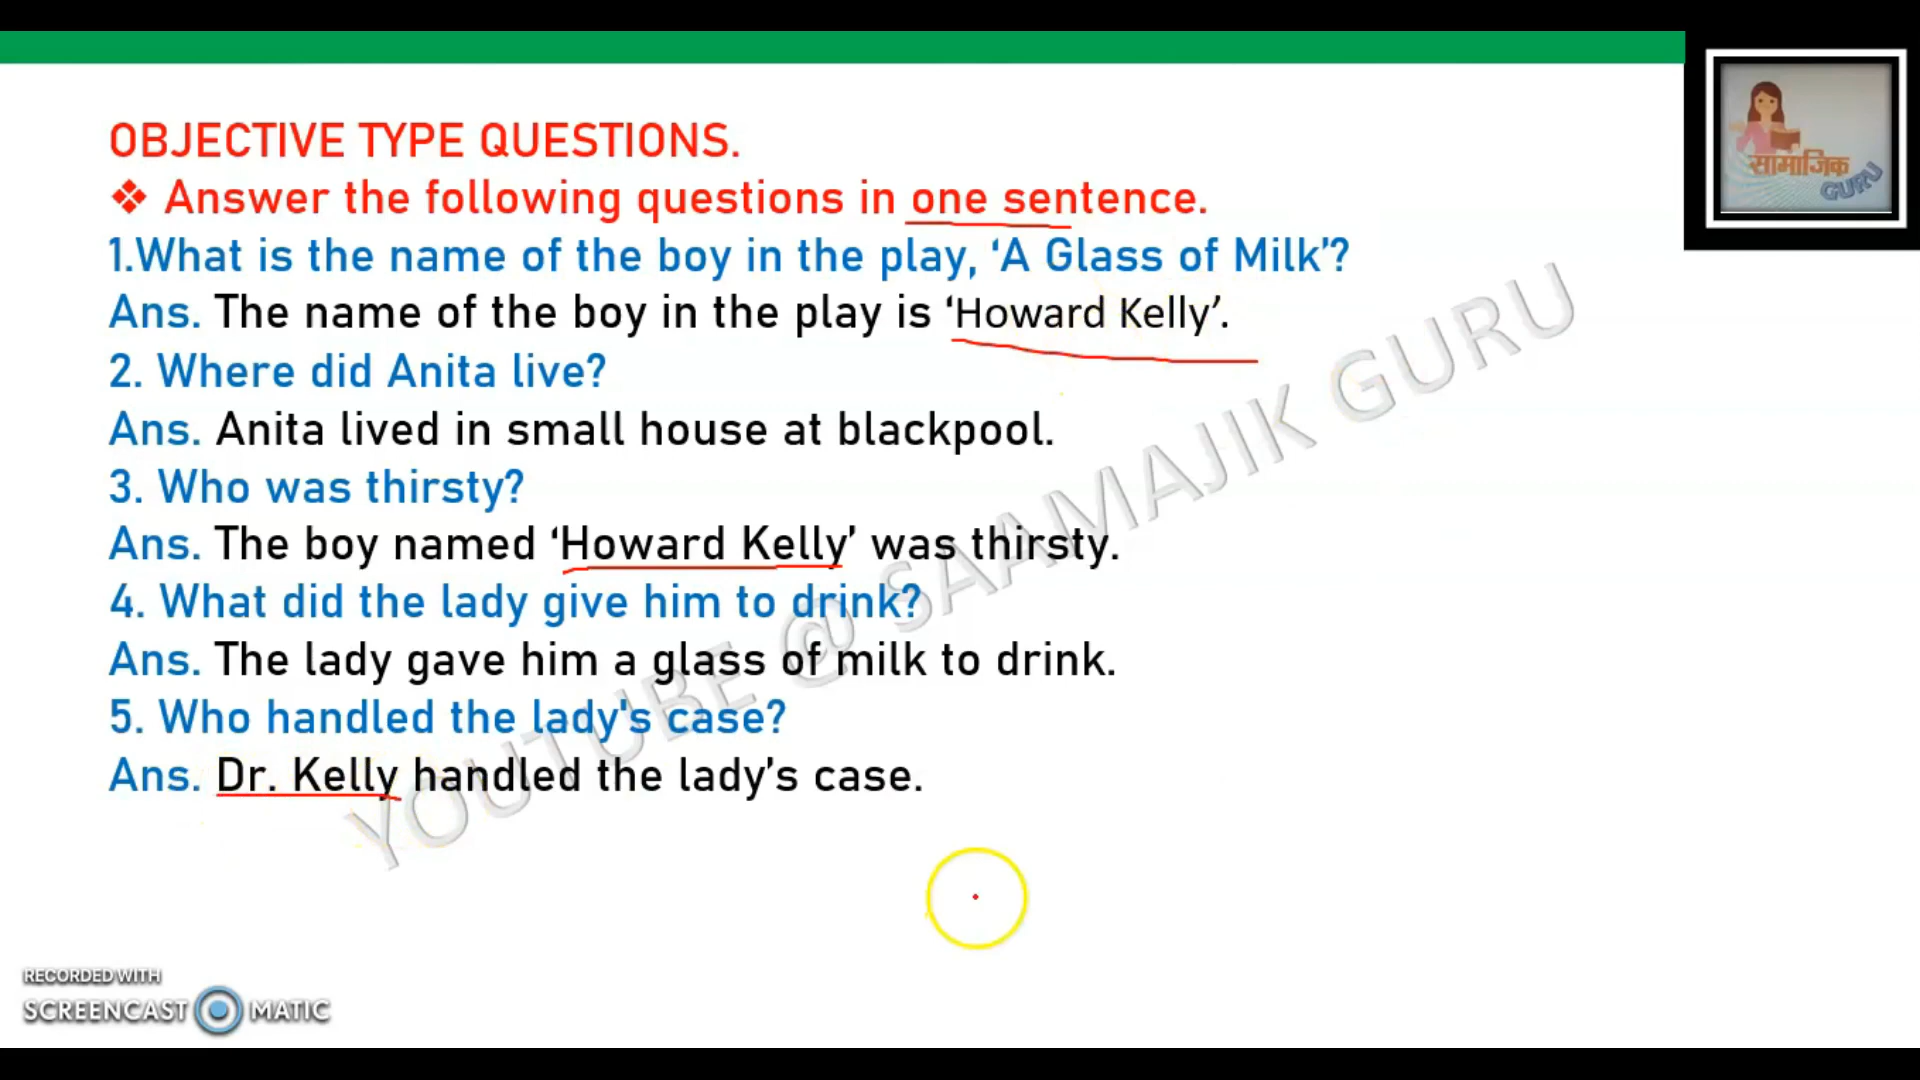 OBJECTIVE TYPE QUESTIONS.
❖ Answer the following questions in one sentence.
1.What is the name of the boy in the play, ‘A Glass of Milk’?
Ans. The name of the boy in the play is ‘Howard Kelly’.
2. Where did Anita live?
Ans. Anita lived in small house at blackpool.
3. Who was thirsty?
Ans. The boy named ‘Howard Kelly’ was thirsty.
4. What did the lady give him to drink?
Ans. The lady gave him a glass of milk to drink.
5. Who handled the lady's case?
Ans. Dr. Kelly handled the lady’s case.
YOUTUBE @ SAAMAJIK GURU
सामाजिक
GURU
RECORDED WITH
SCREENCAST MATIC